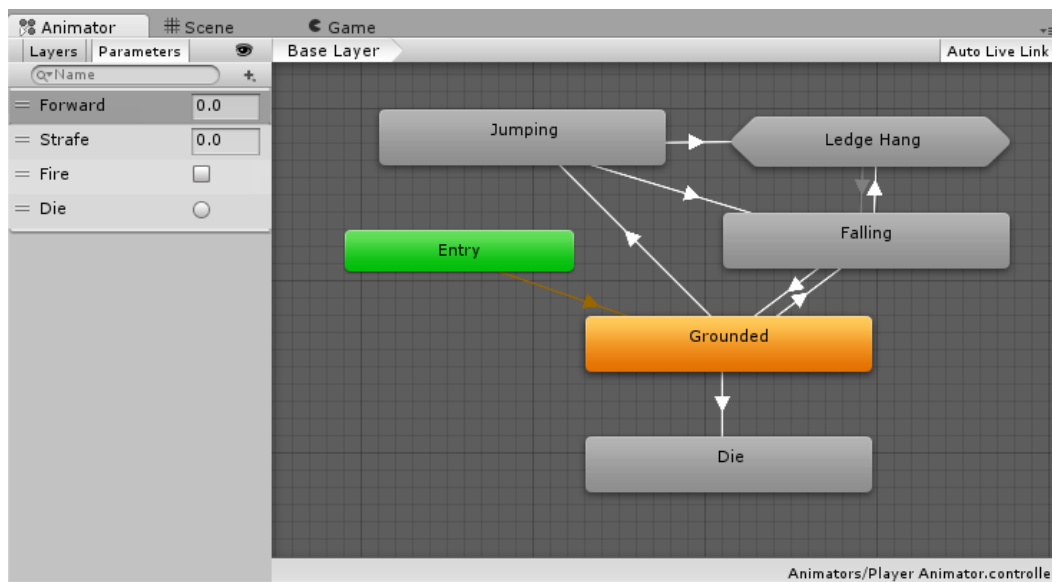 Animator
Scene
Game
Layers
Parameters
Base Layer
Auto Live Link
Name
Forward
0.0
Strafe
0.0
Fire
Die
Jumping
Ledge Hang
Falling
Entry
Grounded
Die
Animators/Player Animator.controlle